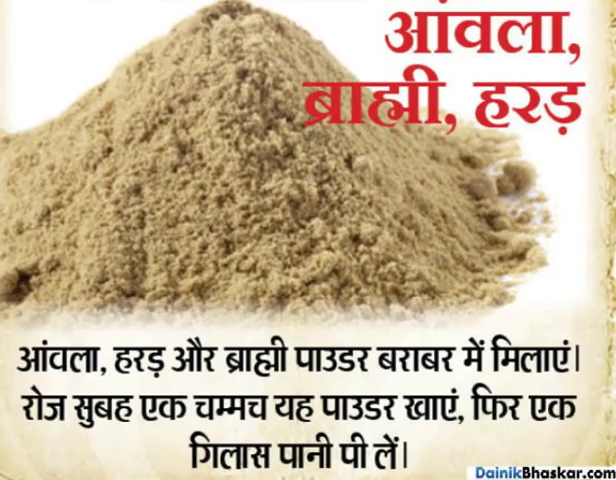 आंवला,
ब्राह्मी, हरड़
आंवला, हरड़ और ब्राह्मी पाउडर बराबर में मिलाएं।
रोज सुबह एक चम्मच यह पाउडर खाएं, फिर एक
गिलास पानी पी लें।
DainikBhaskar.com